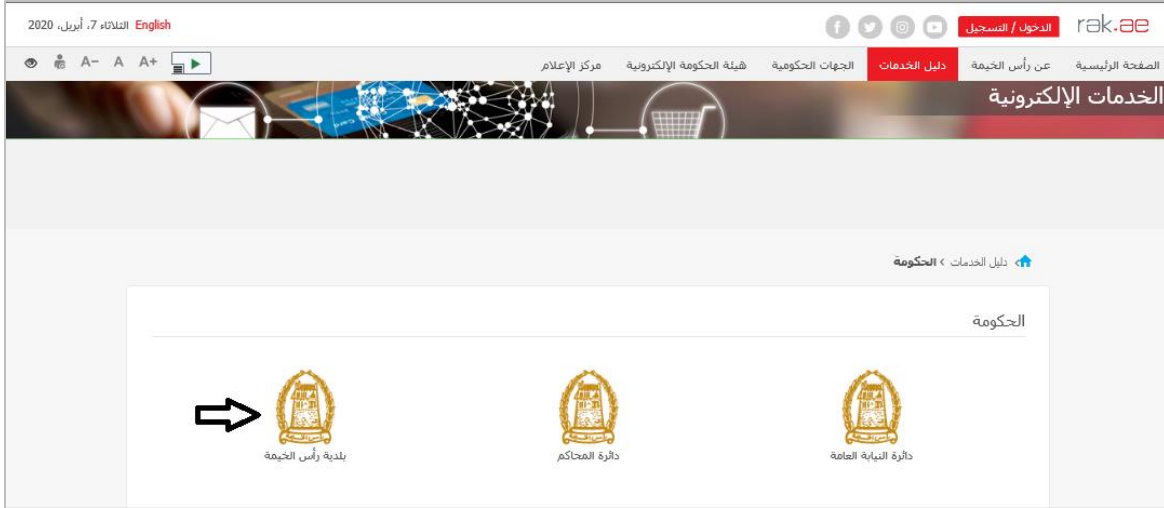 rak.ae
الدخول / التسجيل
English
الثلاثاء 7، أبريل، 2020
الصفحة الرئيسية
عن رأس الخيمة
دليل الخدمات
الجهات الحكومية
هيئة الحكومة الإلكترونية
مركز الإعلام
A+ A A-
الخدمات الإلكترونية
دليل الخدمات › الحكومة
الحكومة
دائرة النيابة العامة
دائرة المحاكم
بلدية رأس الخيمة